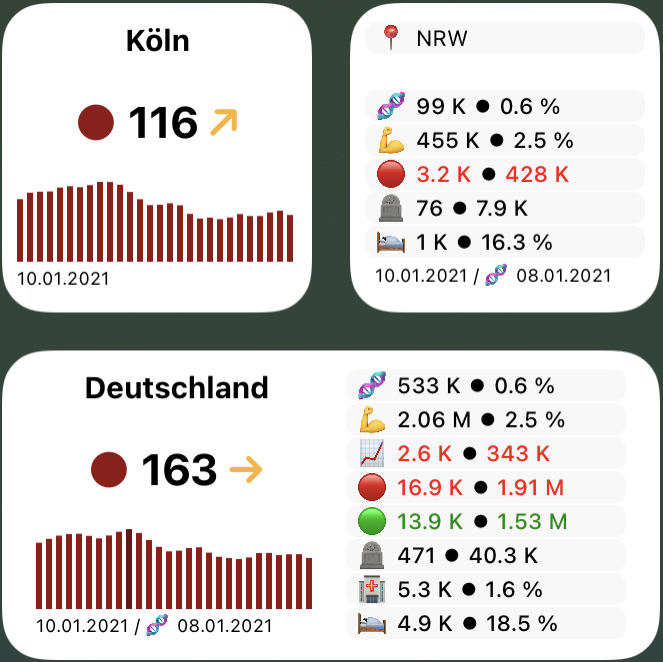 Köln
116
10.01.2021
NRW
99 K ● 0.6 %
455 K ● 2.5 %
3.2 K ● 428 K
76 ● 7.9 K
1 K ● 16.3 %
10.01.2021 / 08.01.2021
Deutschland
163
10.01.2021 / 08.01.2021
533 K ● 0.6 %
2.06 M ● 2.5 %
2.6 K ● 343 K
16.9 K ● 1.91 M
13.9 K ● 1.53 M
471 ● 40.3 K
5.3 K ● 1.6 %
4.9 K ● 18.5 %